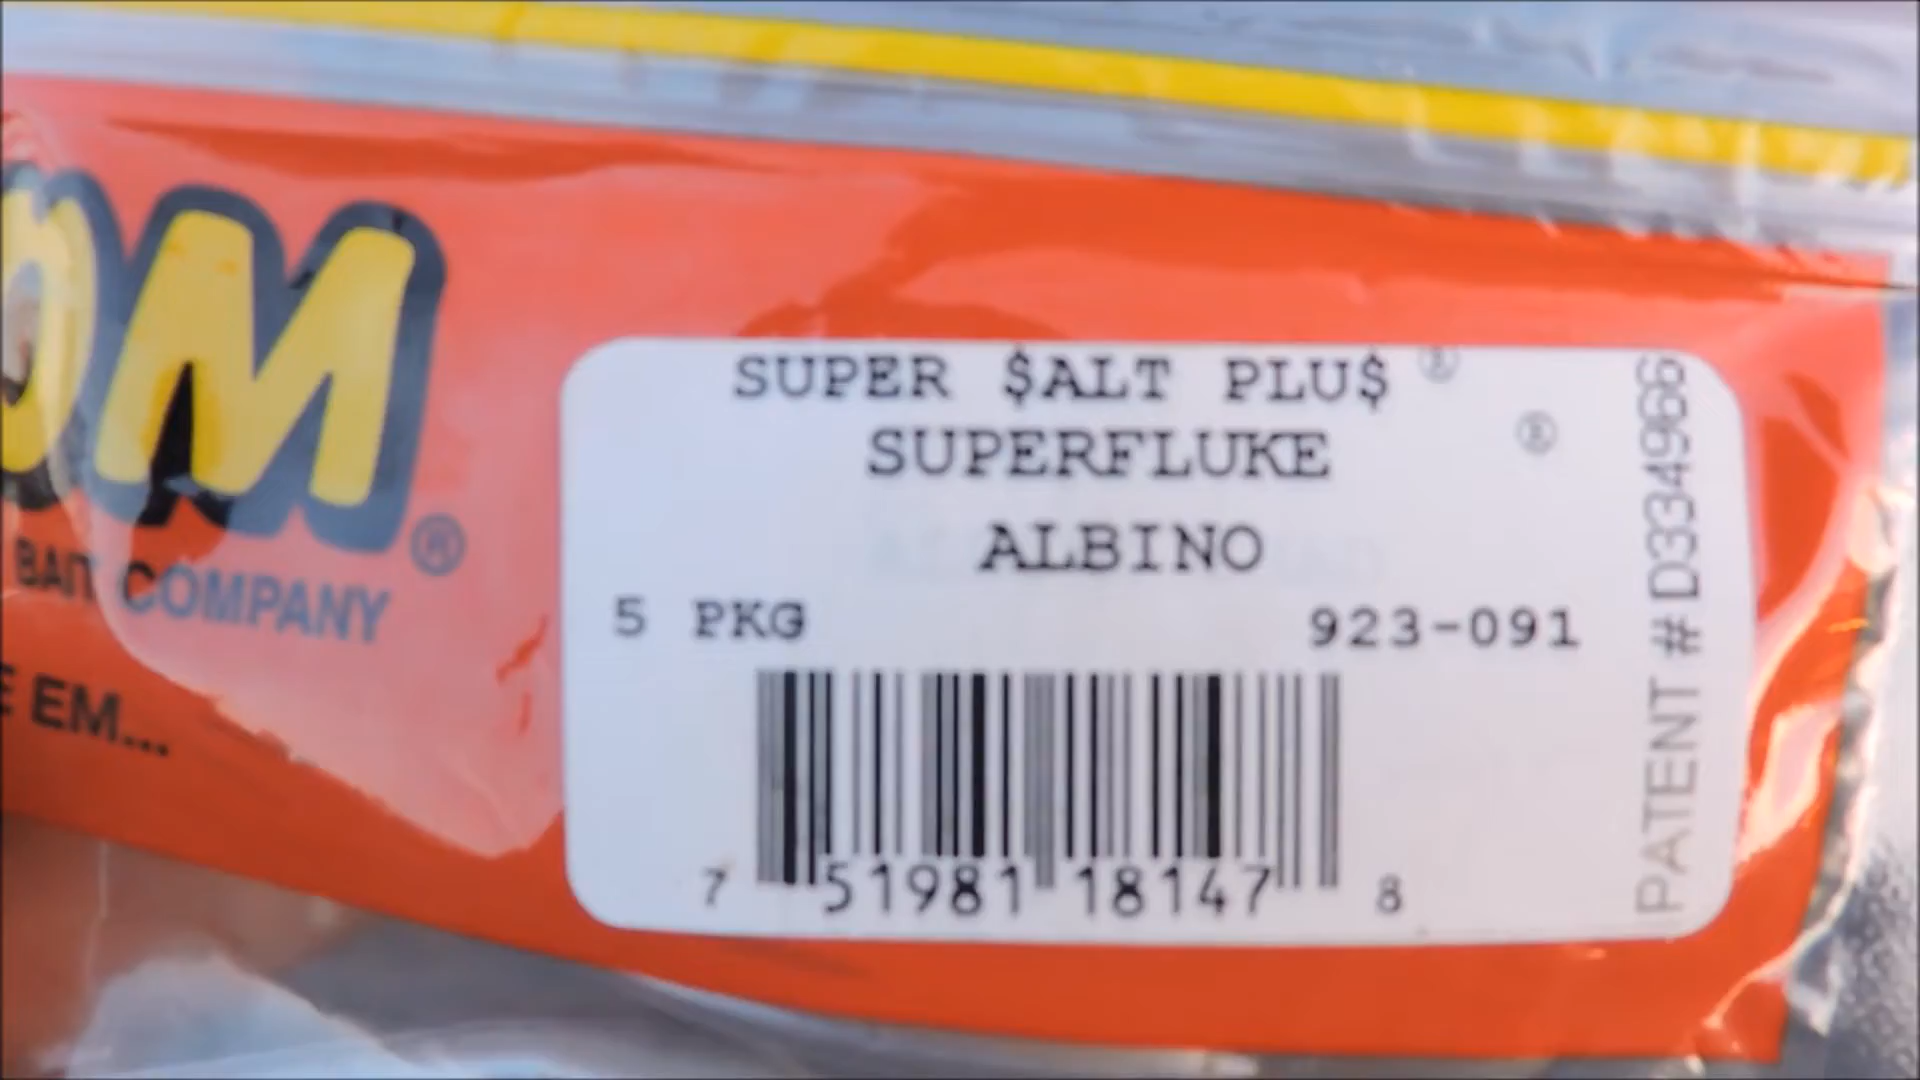 OM®
BAIT COMPANY
E EM...
SUPER $ALT PLU$ ®
SUPERFLUKE ®
ALBINO
5 PKG 923-091
7 51981 18147 8
PATENT # D334966